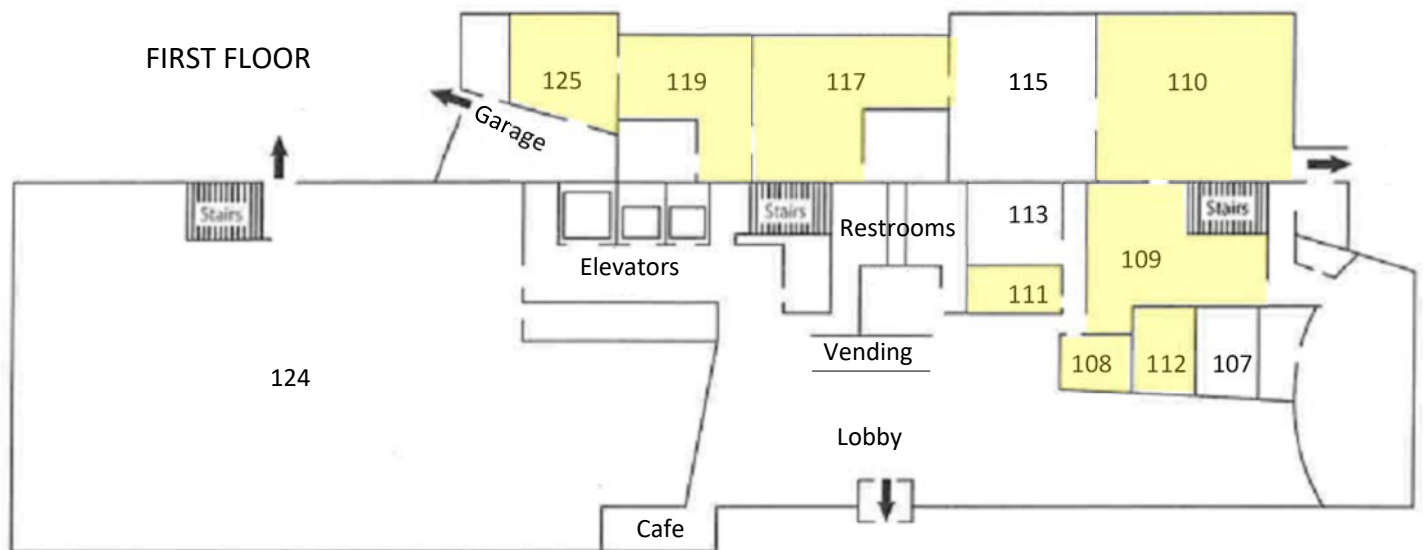 FIRST FLOOR
125
119
117
115
110
Garage
Stairs
Stairs
Stairs
Restrooms
113
Elevators
109
111
Vending
108
112
107
124
Lobby
Cafe